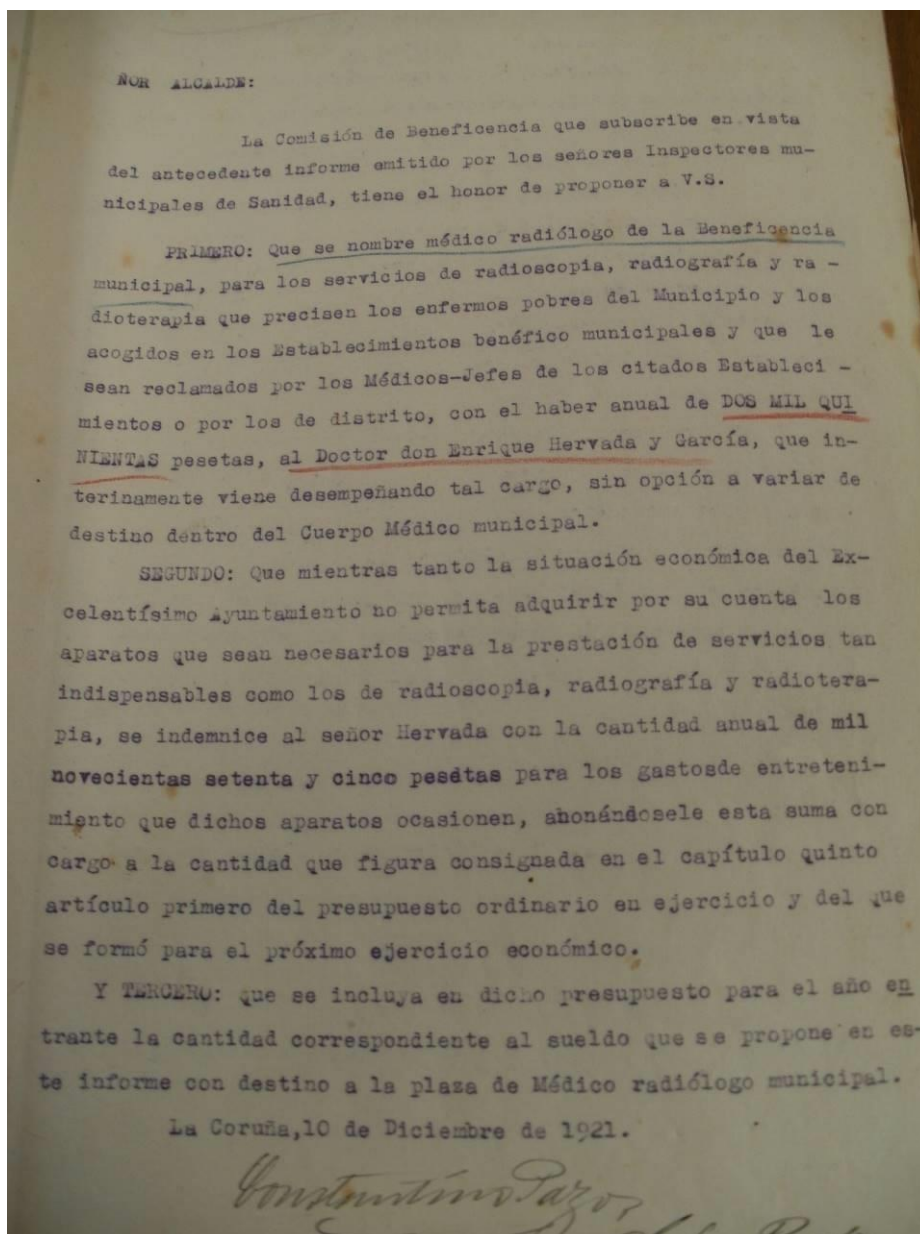 ÑOR ALCALDE:
La Comisión de Beneficencia que subscribe en vista
del antecedente informe emitido por los señores Inspectores mu-
nicipales de Sanidad, tiene el honor de proponer a V.S.
PRIMERO: Que se nombre médico radiólogo de la Beneficencia
municipal, para los servicios de radioscopia, radiografía y ra -
dioterapia que precisen los enfermos pobres del Municipio y los
acogidos en los Establecimientos benéfico municipales y que le
sean reclamados por los Médicos-Jefes de los citados Estableci -
mientos o por los de distrito, con el haber anual de DOS MIL QUI
NIENTAS pesetas, al Doctor don Enrique Hervada y García, que in-
terinamente viene desempeñando tal cargo, sin opción a variar de
destino dentro del Cuerpo Médico municipal.
SEGUNDO: Que mientras tanto la situación económica del Ex-
celentísimo Ayuntamiento no permita adquirir por su cuenta los
aparatos que sean necesarios para la prestación de servicios tan
indispensables como los de radioscopia, radiografía y radiotera-
pia, se indemnice al señor Hervada con la cantidad anual de mil
novecientas setenta y cinco pesetas para los gastosde entreteni-
miento que dichos aparatos ocasionen, abonándosele esta suma con
cargo a la cantidad que figura consignada en el capítulo quinto
artículo primero del presupuesto ordinario en ejercicio y del que
se formó para el próximo ejercicio económico.
Y TERCERO: que se incluya en dicho presupuesto para el año en
trante la cantidad correspondiente al sueldo que se propone en es-
te informe con destino a la plaza de Médico radiólogo municipal.
La Coruña,10 de Diciembre de 1921.
Constantino Pazos